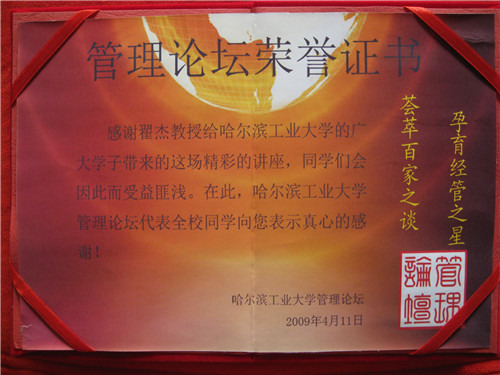 管理论坛荣誉证书
感谢翟杰教授给哈尔滨工业大学的广
大学子带来的这场精彩的讲座，同学们会
因此而受益匪浅。在此，哈尔滨工业大学
管理论坛代表全校同学向您表示真心的感
谢！
哈尔滨工业大学管理论坛
2009年4月11日
孕育经管之星
荟萃百家之谈
管理
論壇